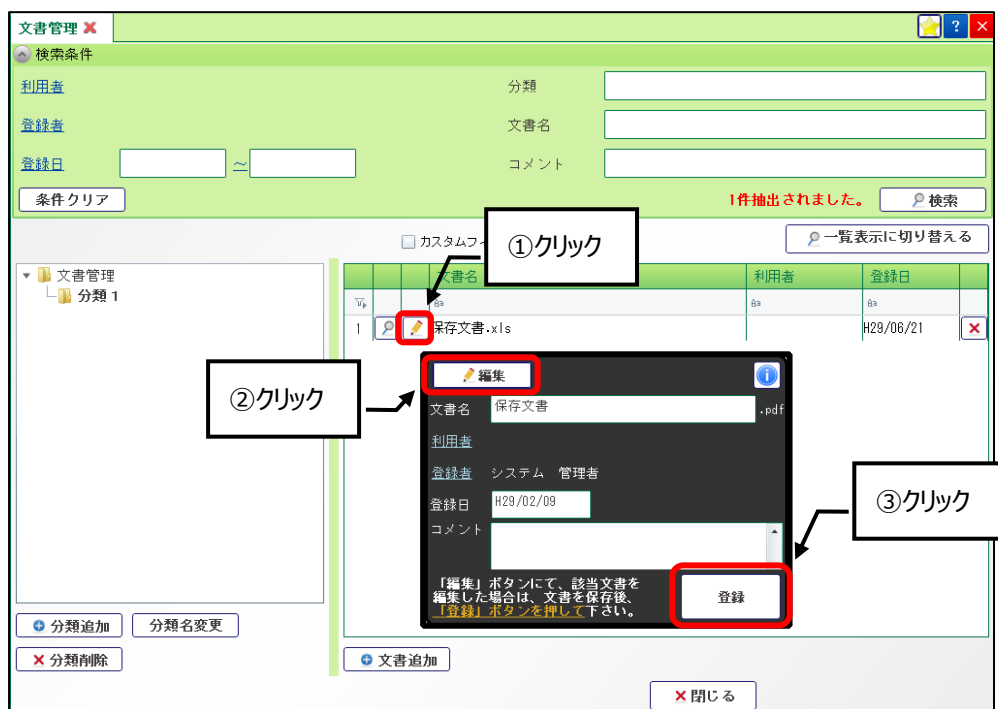 文書管理
?
検索条件
利用者 分類
登録者 文書名
登録日 ～ コメント
条件クリア 1件抽出されました。 検索
カスタムフィ 一覧表示に切り替える
①クリック
文書管理
分類 1
文書名 利用者 登録日
1 保存文書.xls H29/06/21
②クリック
編集
文書名 保存文書 .pdf
利用者
登録者 システム 管理者
登録日 H29/02/09
コメント
③クリック
「編集」ボタンにて、該当文書を
編集した場合は、文書を保存後、
「登録」ボタンを押して下さい。
登録
分類追加 分類名変更
分類削除 文書追加
閉じる